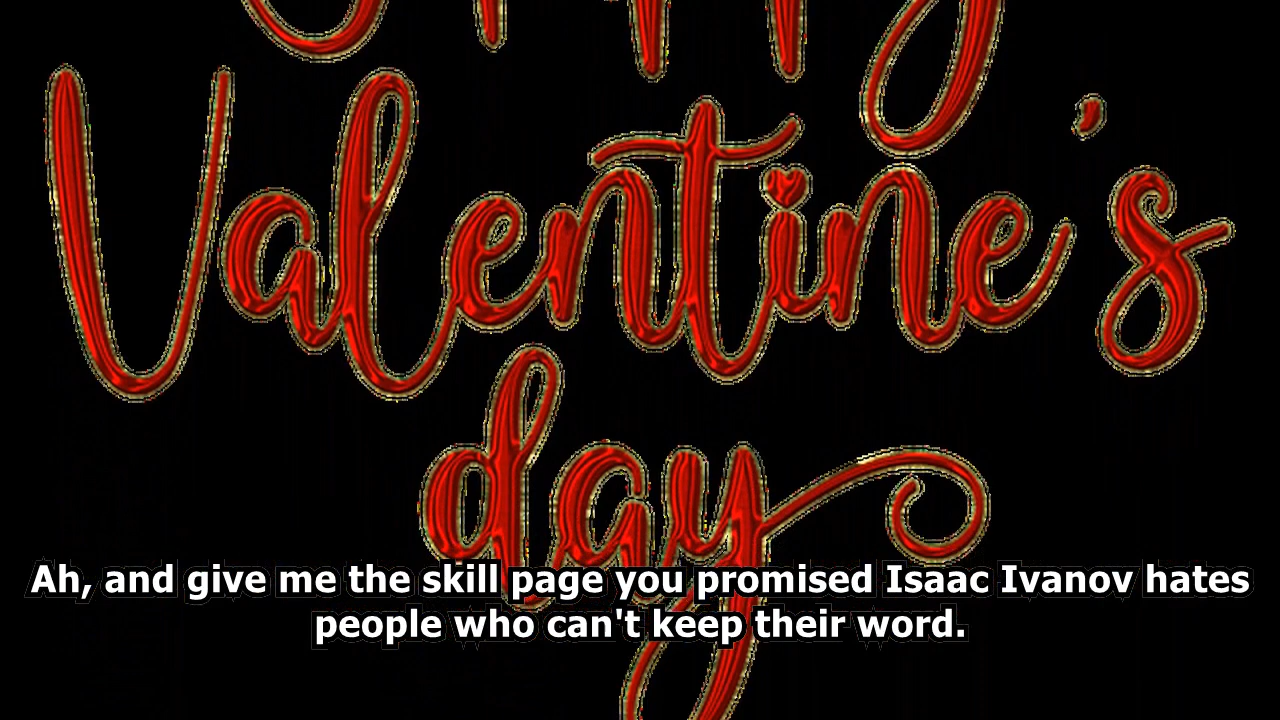 Valentine's
day
Ah, and give me the skill page you promised Isaac Ivanov hates
people who can't keep their word.